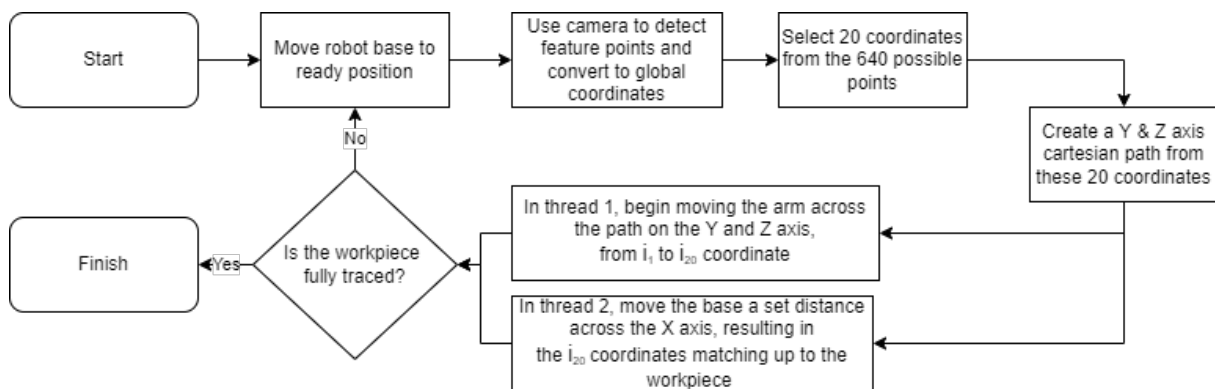 Start
Move robot base to
ready position
Use camera to detect
feature points and
convert to global
coordinates
Select 20 coordinates
from the 640 possible
points
Create a Y & Z axis
cartesian path from
these 20 coordinates
In thread 1, begin moving the arm across
the path on the Y and Z axis,
from i₁ to i₂₀ coordinate
In thread 2, move the base a set distance
across the X axis, resulting in
the i₂₀ coordinates matching up to the
workpiece
Is the workpiece
fully traced?
No
Yes
Finish